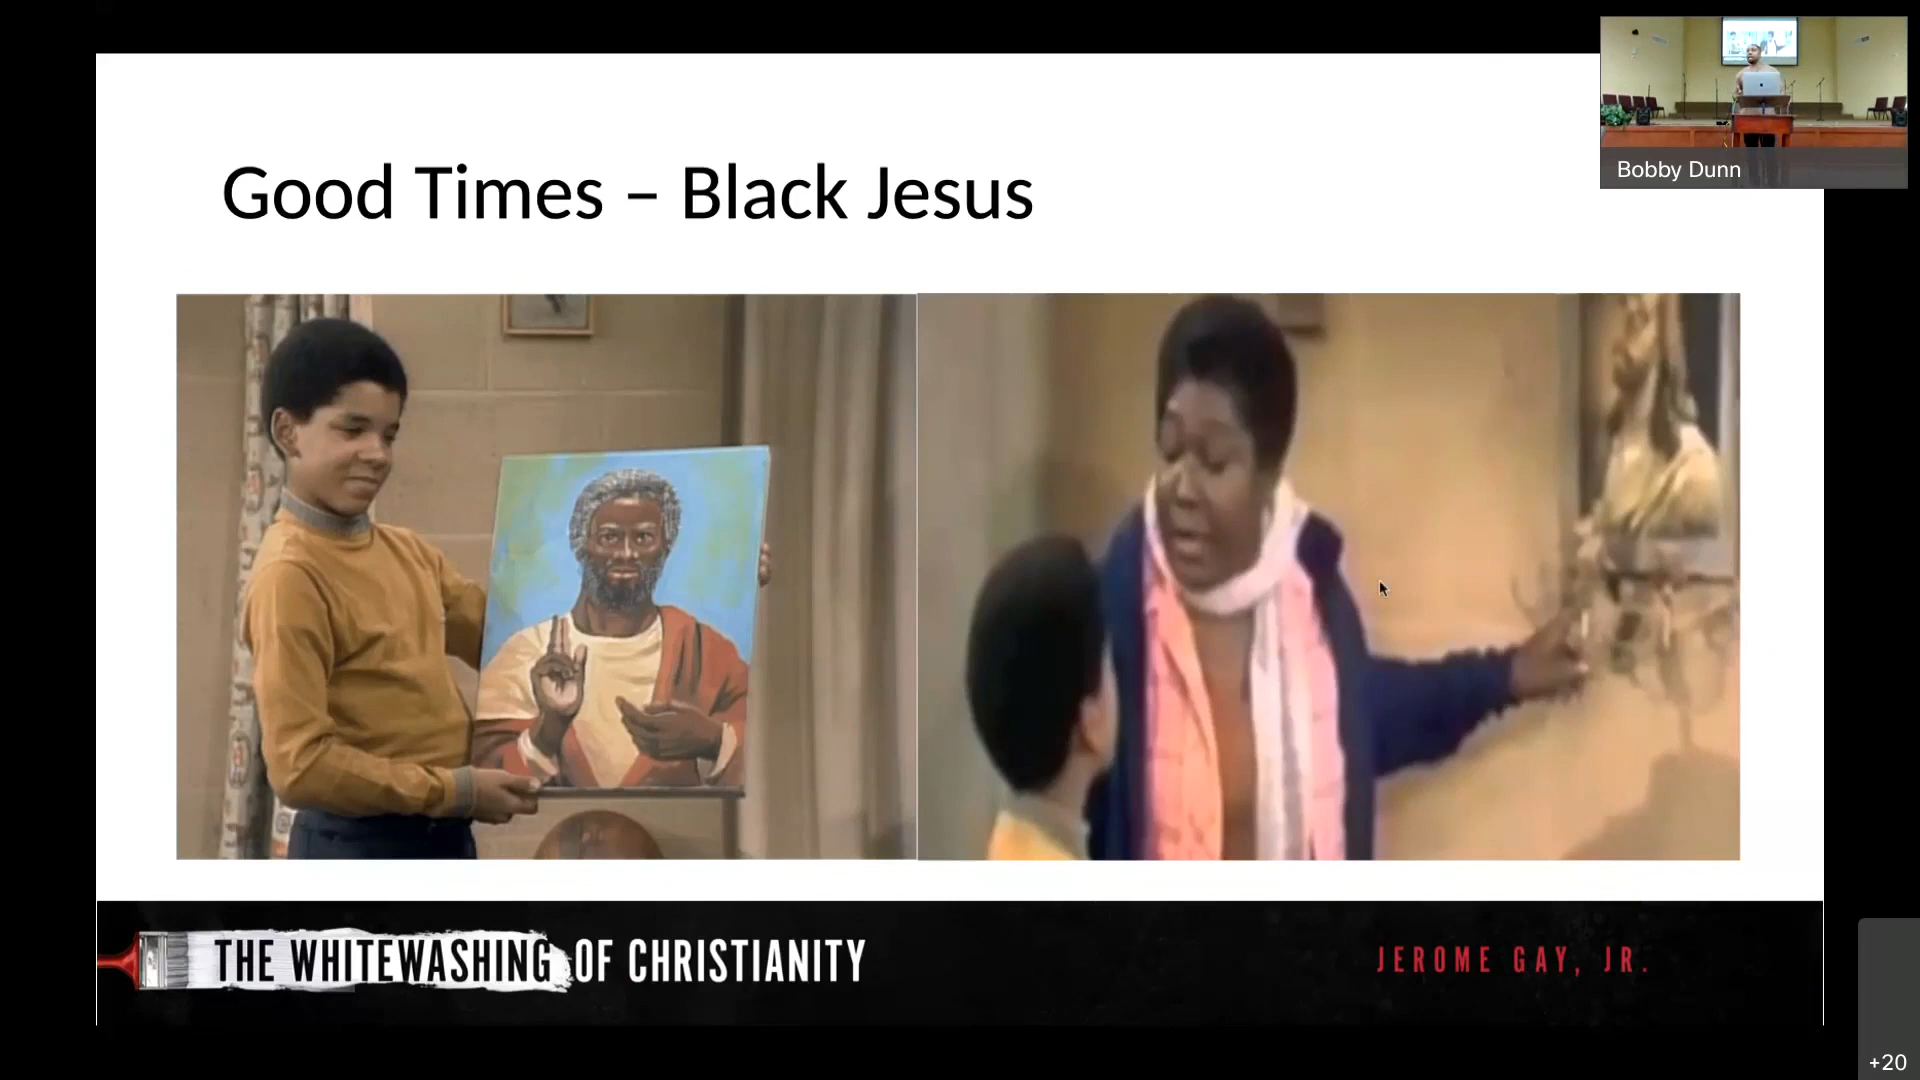 Bobby Dunn
Good Times – Black Jesus
THE WHITEWASHING OF CHRISTIANITY
JEROME GAY, JR.
+20